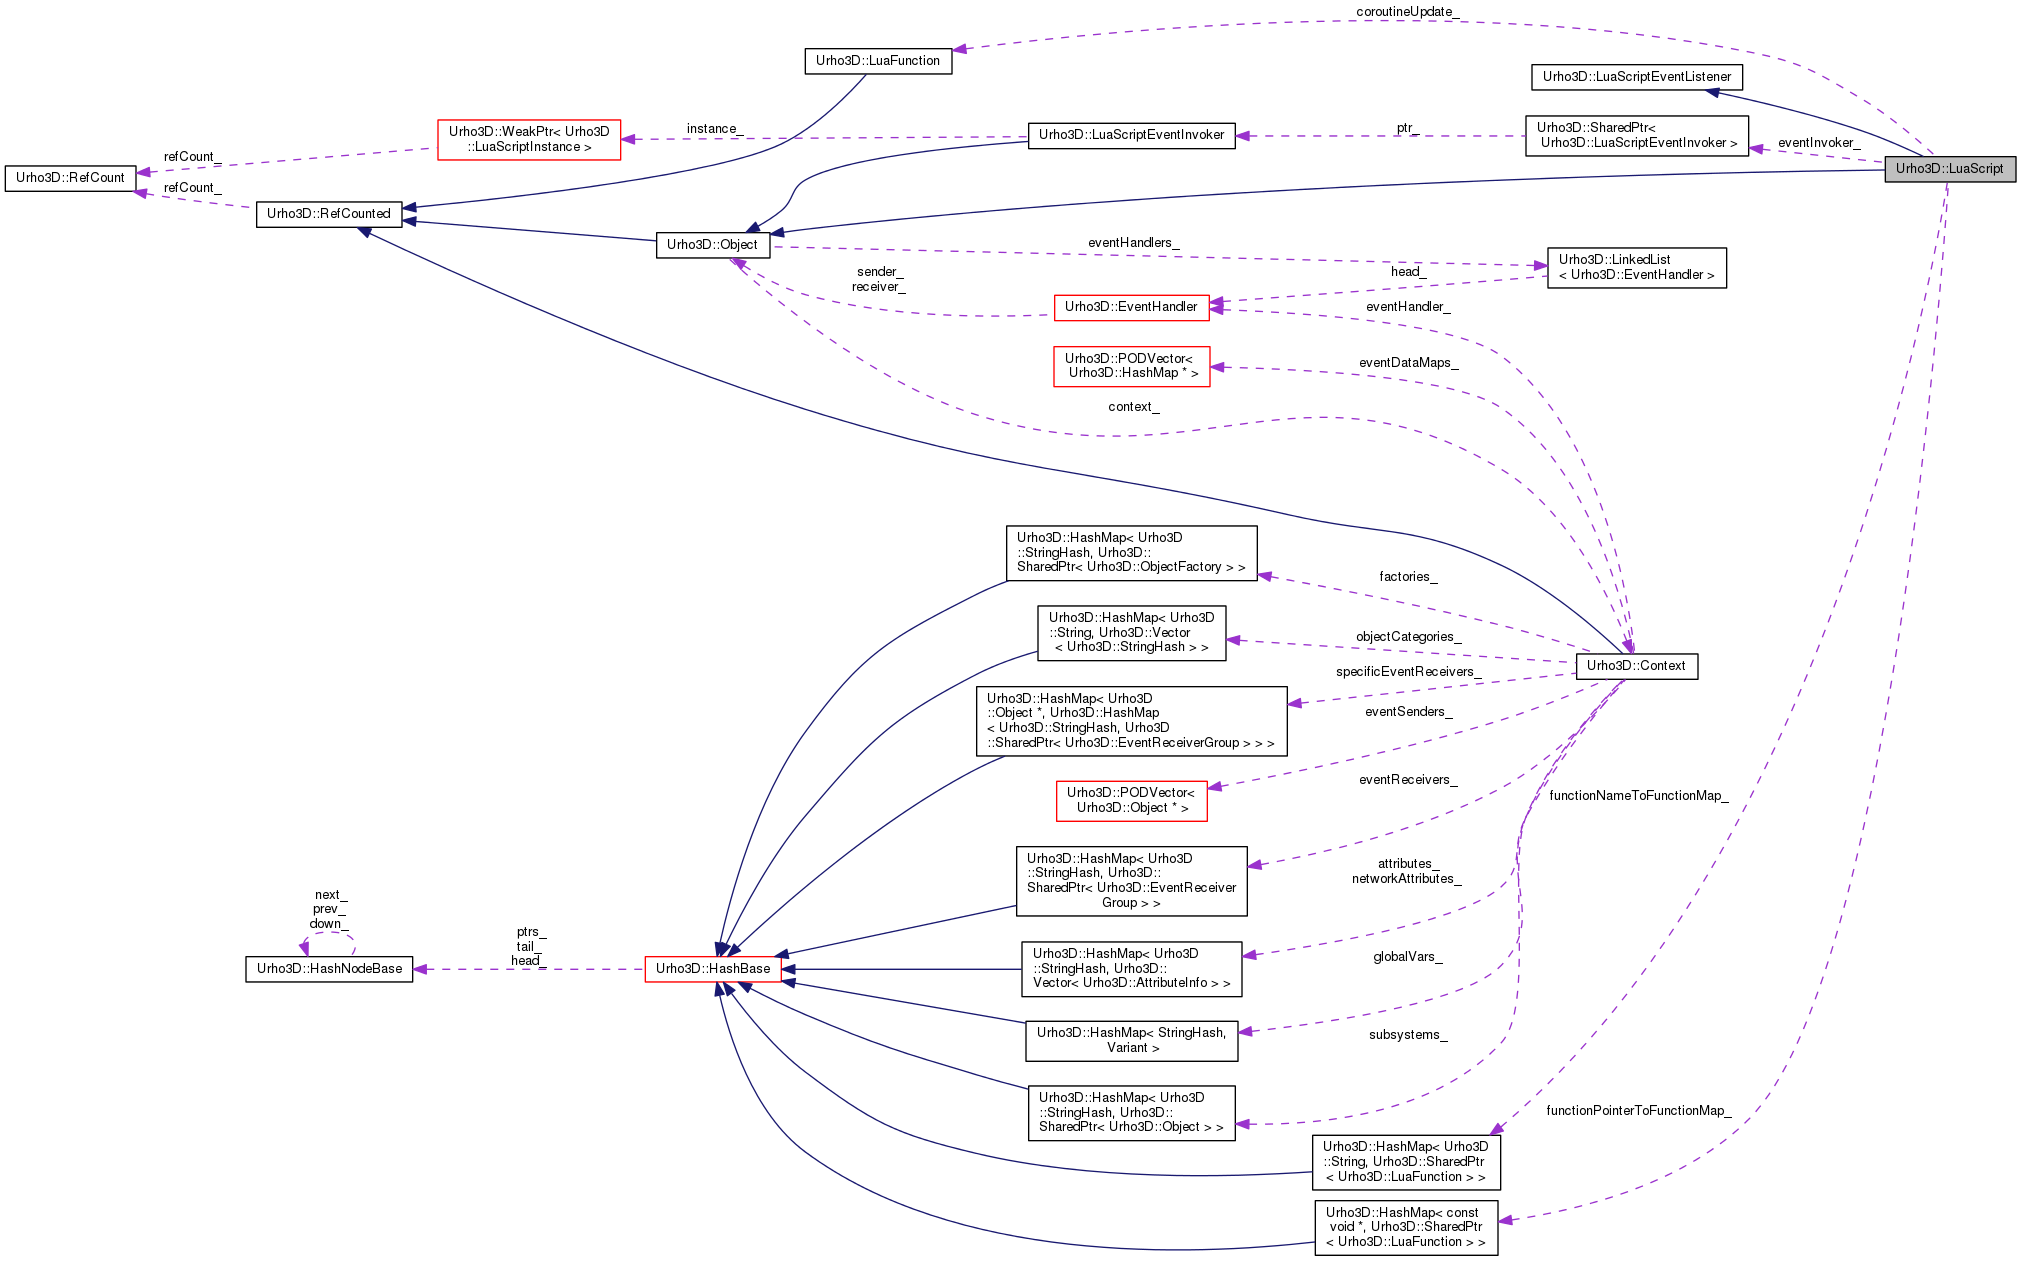 coroutineUpdate_
Urho3D::LuaFunction
Urho3D::LuaScriptEventListener
Urho3D::WeakPtr< Urho3D
::LuaScriptInstance >
instance_
Urho3D::LuaScriptEventInvoker
ptr_
Urho3D::SharedPtr<
Urho3D::LuaScriptEventInvoker >
eventInvoker_
Urho3D::LuaScript
refCount_
Urho3D::RefCount
refCount_
Urho3D::RefCounted
Urho3D::Object
eventHandlers_
Urho3D::LinkedList
< Urho3D::EventHandler >
sender_
receiver_
head_
Urho3D::EventHandler
eventHandler_
Urho3D::PODVector<
Urho3D::HashMap * >
eventDataMaps_
context_
Urho3D::HashMap< Urho3D
::StringHash, Urho3D::
SharedPtr< Urho3D::ObjectFactory > >
factories_
Urho3D::HashMap< Urho3D
::String, Urho3D::Vector
< Urho3D::StringHash > >
objectCategories_
Urho3D::Context
specificEventReceivers_
Urho3D::HashMap< Urho3D
::Object *, Urho3D::HashMap
< Urho3D::StringHash, Urho3D
::SharedPtr< Urho3D::EventReceiverGroup > > >
eventSenders_
Urho3D::PODVector<
Urho3D::Object * >
eventReceivers_
functionNameToFunctionMap_
Urho3D::HashMap< Urho3D
::StringHash, Urho3D::
SharedPtr< Urho3D::EventReceiver
Group > >
attributes_
networkAttributes_
next_
prev_
down_
Urho3D::HashNodeBase
ptrs_
tail_
head_
Urho3D::HashBase
Urho3D::HashMap< Urho3D
::StringHash, Urho3D::
Vector< Urho3D::AttributeInfo > >
globalVars_
Urho3D::HashMap< StringHash,
Variant >
subsystems_
Urho3D::HashMap< Urho3D
::StringHash, Urho3D::
SharedPtr< Urho3D::Object > >
functionPointerToFunctionMap_
Urho3D::HashMap< Urho3D
::String, Urho3D::SharedPtr
< Urho3D::LuaFunction > >
Urho3D::HashMap< const
void *, Urho3D::SharedPtr
< Urho3D::LuaFunction > >